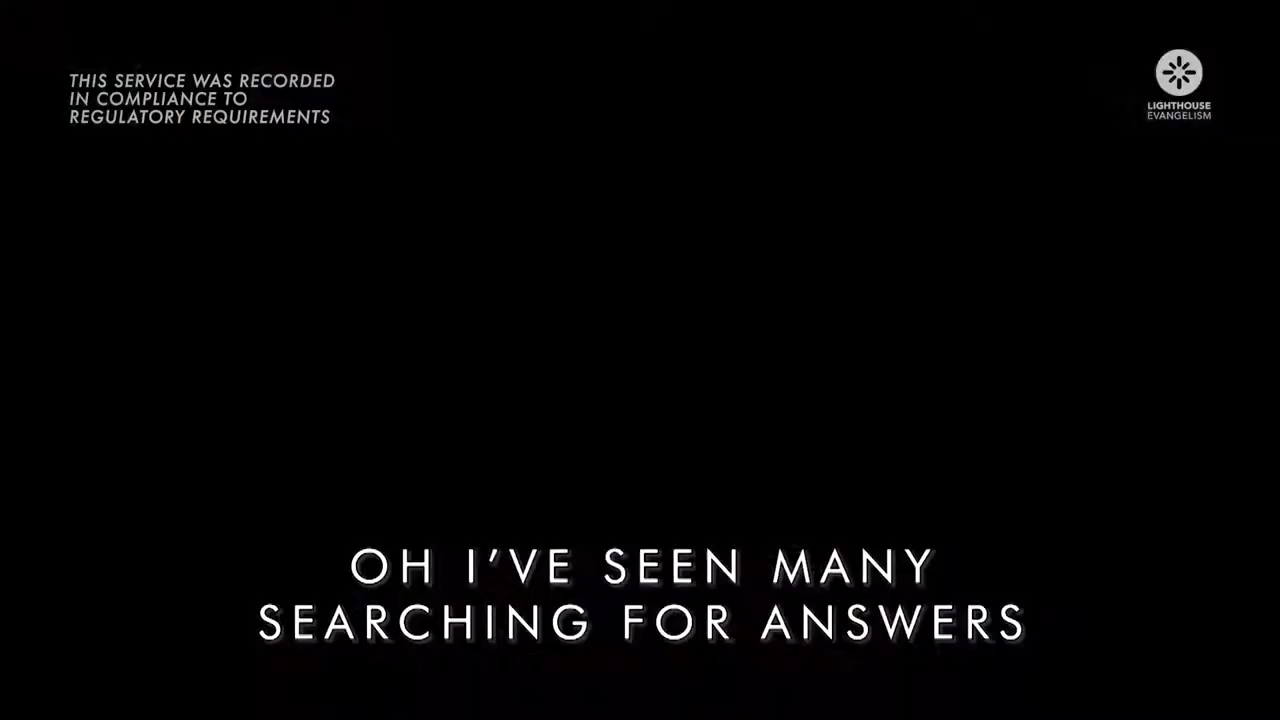 THIS SERVICE WAS RECORDED
IN COMPLIANCE TO
REGULATORY REQUIREMENTS
LIGHTHOUSE
EVANGELISM
OH I'VE SEEN MANY
SEARCHING FOR ANSWERS